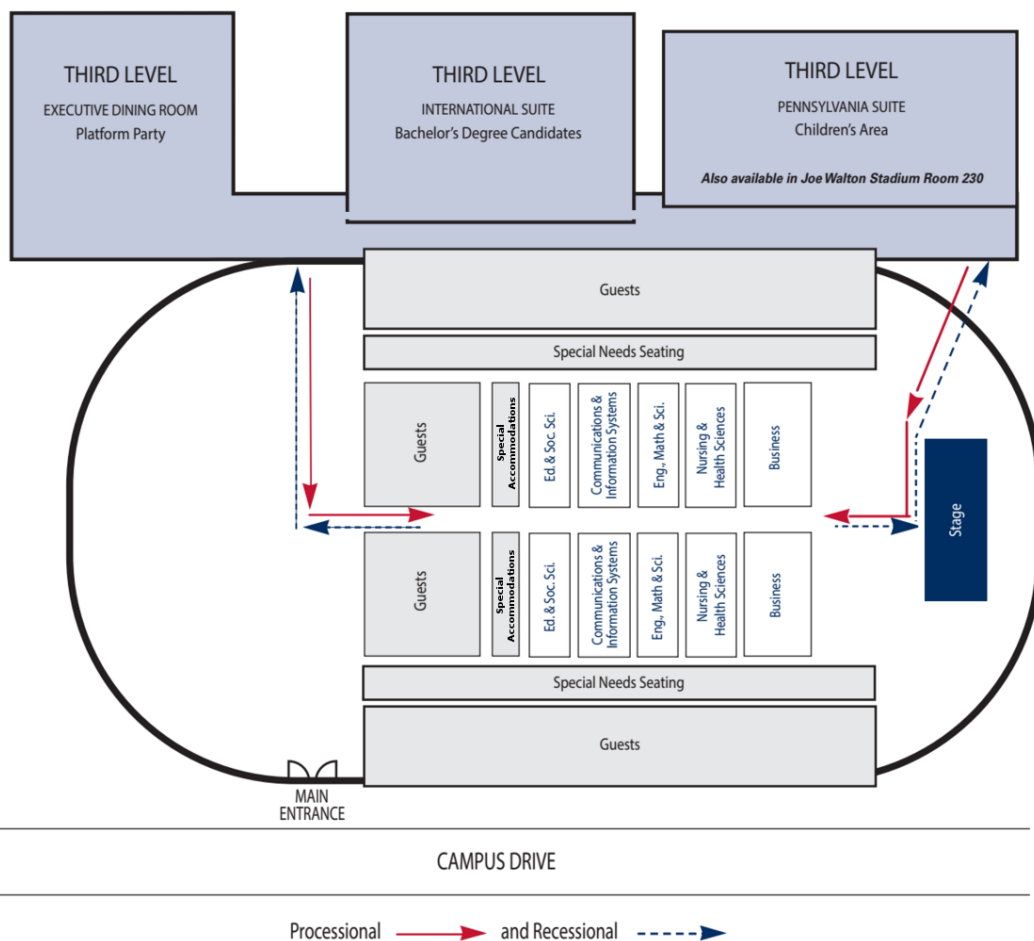 THIRD LEVEL
EXECUTIVE DINING ROOM
Platform Party
THIRD LEVEL
INTERNATIONAL SUITE
Bachelor's Degree Candidates
THIRD LEVEL
PENNSYLVANIA SUITE
Children's Area
Also available in Joe Walton Stadium Room 230
Guests
Special Needs Seating
Guests
Special
Accommodations
Ed. & Soc. Sci.
Communications &
Information Systems
Eng., Math & Sci.
Nursing &
Health Sciences
Business
Stage
Guests
Special
Accommodations
Ed. & Soc. Sci.
Communications &
Information Systems
Eng., Math & Sci.
Nursing &
Health Sciences
Business
Special Needs Seating
Guests
MAIN
ENTRANCE
CAMPUS DRIVE
Processional and Recessional